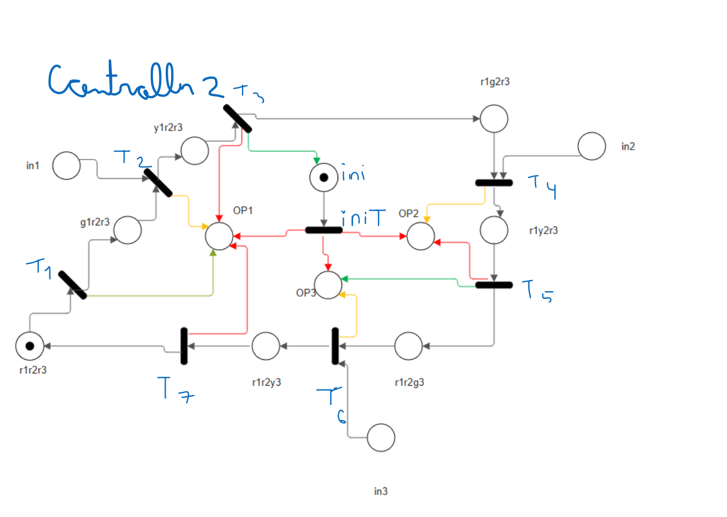 Controller 2
T3
r1g2r3
y1r2r3
in1
T2
ini
in2
T4
g1r2r3
OP1
iniT
OP2
r1y2r3
T1
OP3
T5
r1r2r3
T7
r1r2y3
T6
r1r2g3
in3